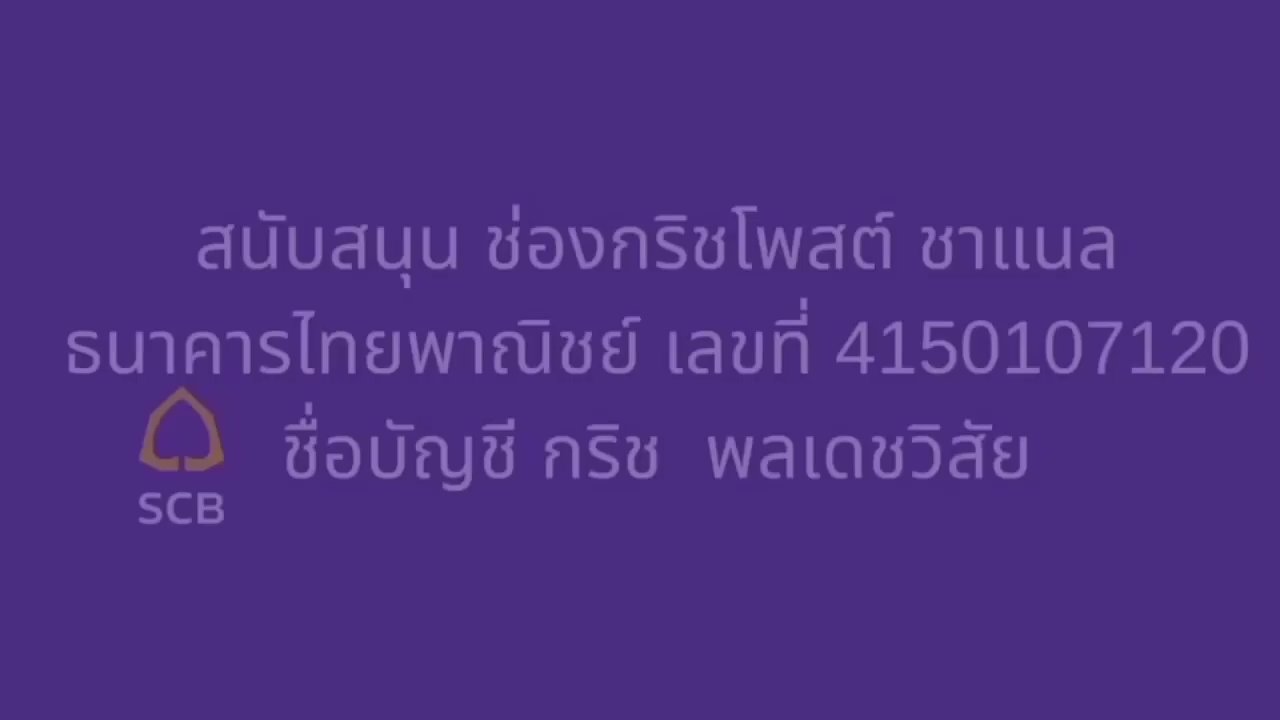 สนับสนุน ช่องกริชโพสต์ ชาแนล
ธนาคารไทยพาณิชย์ เลขที่ 4150107120
ชื่อบัญชี กริช พลเดชวิสัย
SCB